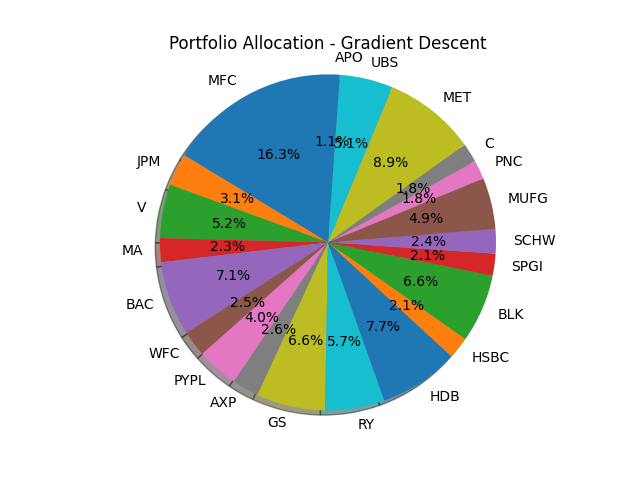 Portfolio Allocation - Gradient Descent
APO
UBS
MFC
MET
C
PNC
JPM
MUFG
V
SCHW
MA
SPGI
BAC
BLK
WFC
HSBC
PYPL
HDB
AXP
GS
RY
1.1%
5.1%
16.3%
8.9%
1.8%
1.8%
3.1%
4.9%
5.2%
2.4%
2.3%
2.1%
7.1%
6.6%
2.5%
2.1%
4.0%
7.7%
2.6%
6.6%
5.7%